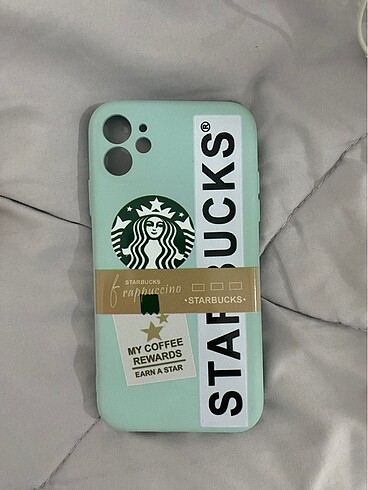 STARBUCKS®
STARBUCKS
frappuccino
•STARBUCKS•
MY COFFEE
REWARDS
EARN A STAR